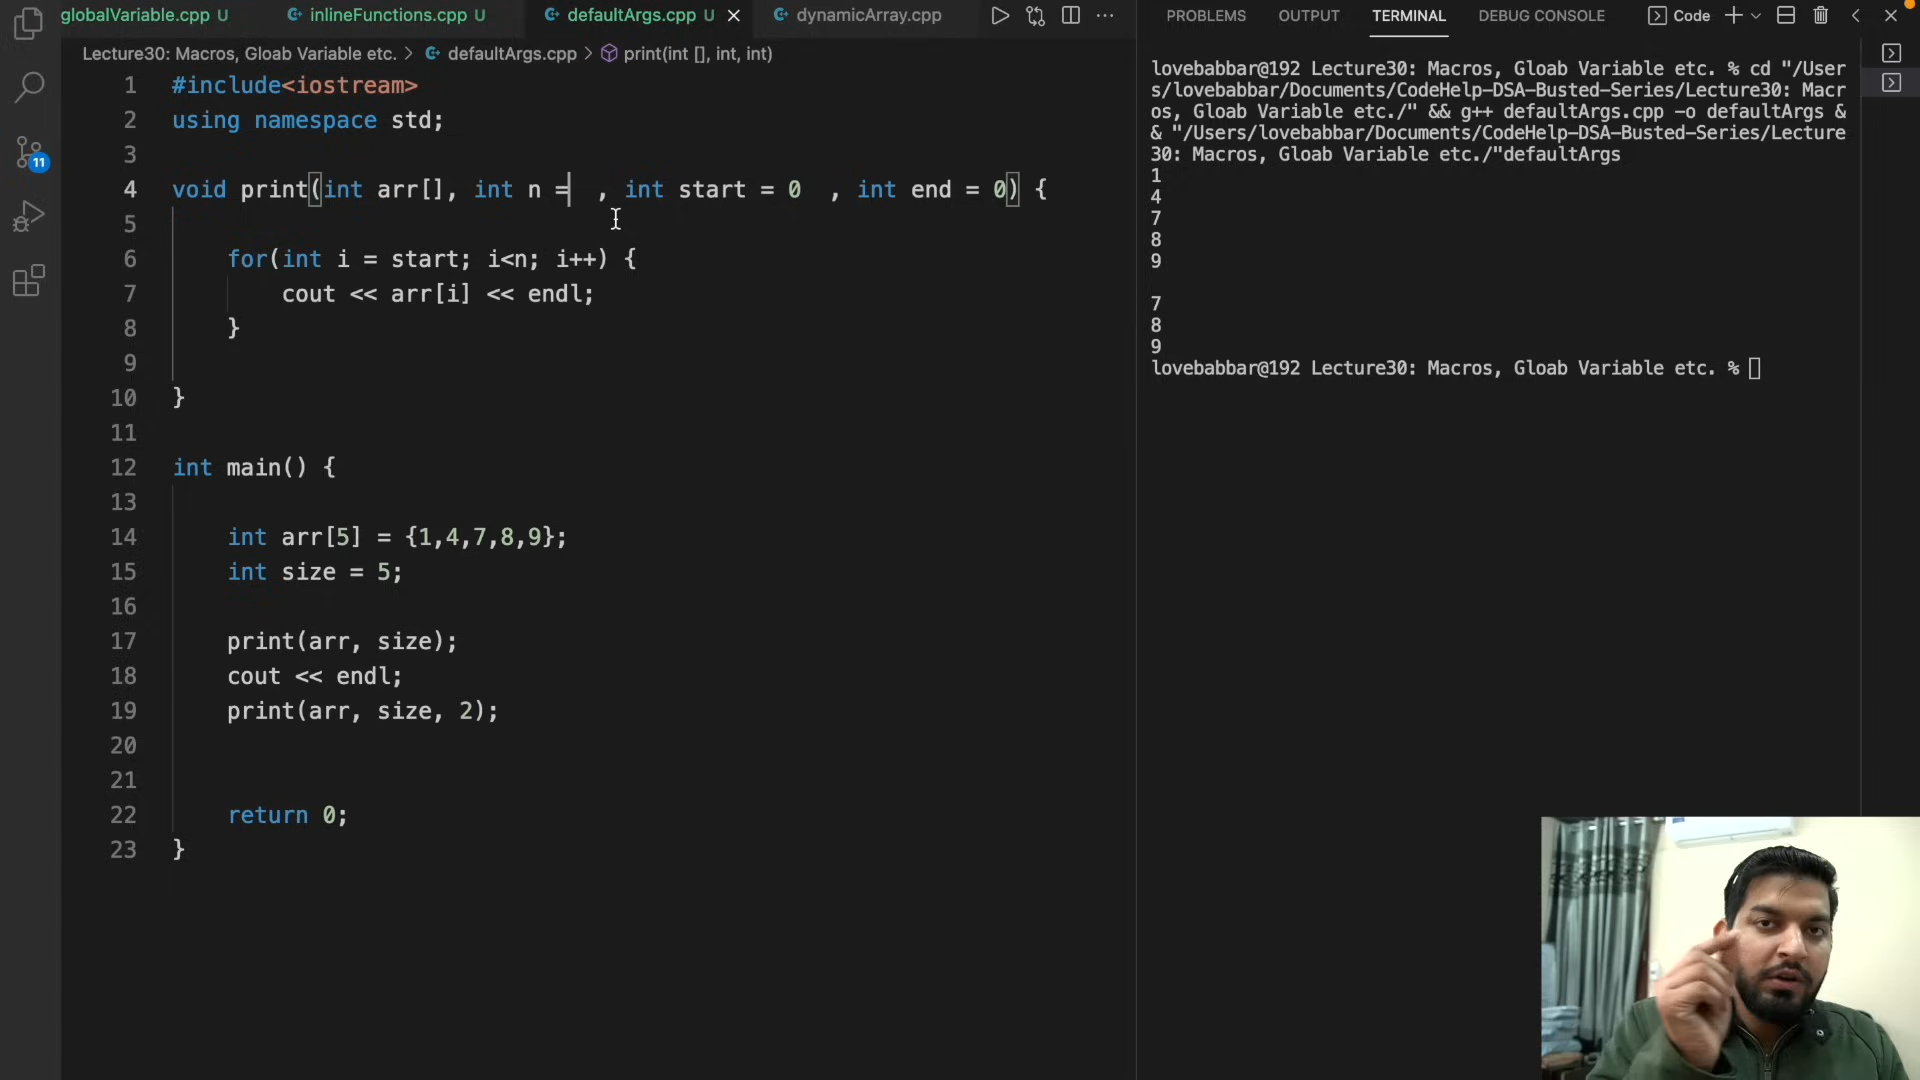 globalVariable.cpp U inlineFunctions.cpp U defaultArgs.cpp U dynamicArray.cpp
Lecture30: Macros, Gloab Variable etc. > defaultArgs.cpp > print(int [], int, int)
1 #include<iostream>
2 using namespace std;
3
4 void print(int arr[], int n = , int start = 0 , int end = 0) {
5
6 for(int i = start; i<n; i++) {
7 cout << arr[i] << endl;
8 }
9
10 }
11
12 int main() {
13
14 int arr[5] = {1,4,7,8,9};
15 int size = 5;
16
17 print(arr, size);
18 cout << endl;
19 print(arr, size, 2);
20
21
22 return 0;
23 }
11
PROBLEMS OUTPUT TERMINAL DEBUG CONSOLE Code
lovebabbar@192 Lecture30: Macros, Gloab Variable etc. % cd "/User
s/lovebabbar/Documents/CodeHelp-DSA-Busted-Series/Lecture30: Macr
os, Gloab Variable etc./" && g++ defaultArgs.cpp -o defaultArgs &
& "/Users/lovebabbar/Documents/CodeHelp-DSA-Busted-Series/Lecture
30: Macros, Gloab Variable etc./"defaultArgs
1
4
7
8
9
7
8
9
lovebabbar@192 Lecture30: Macros, Gloab Variable etc. %